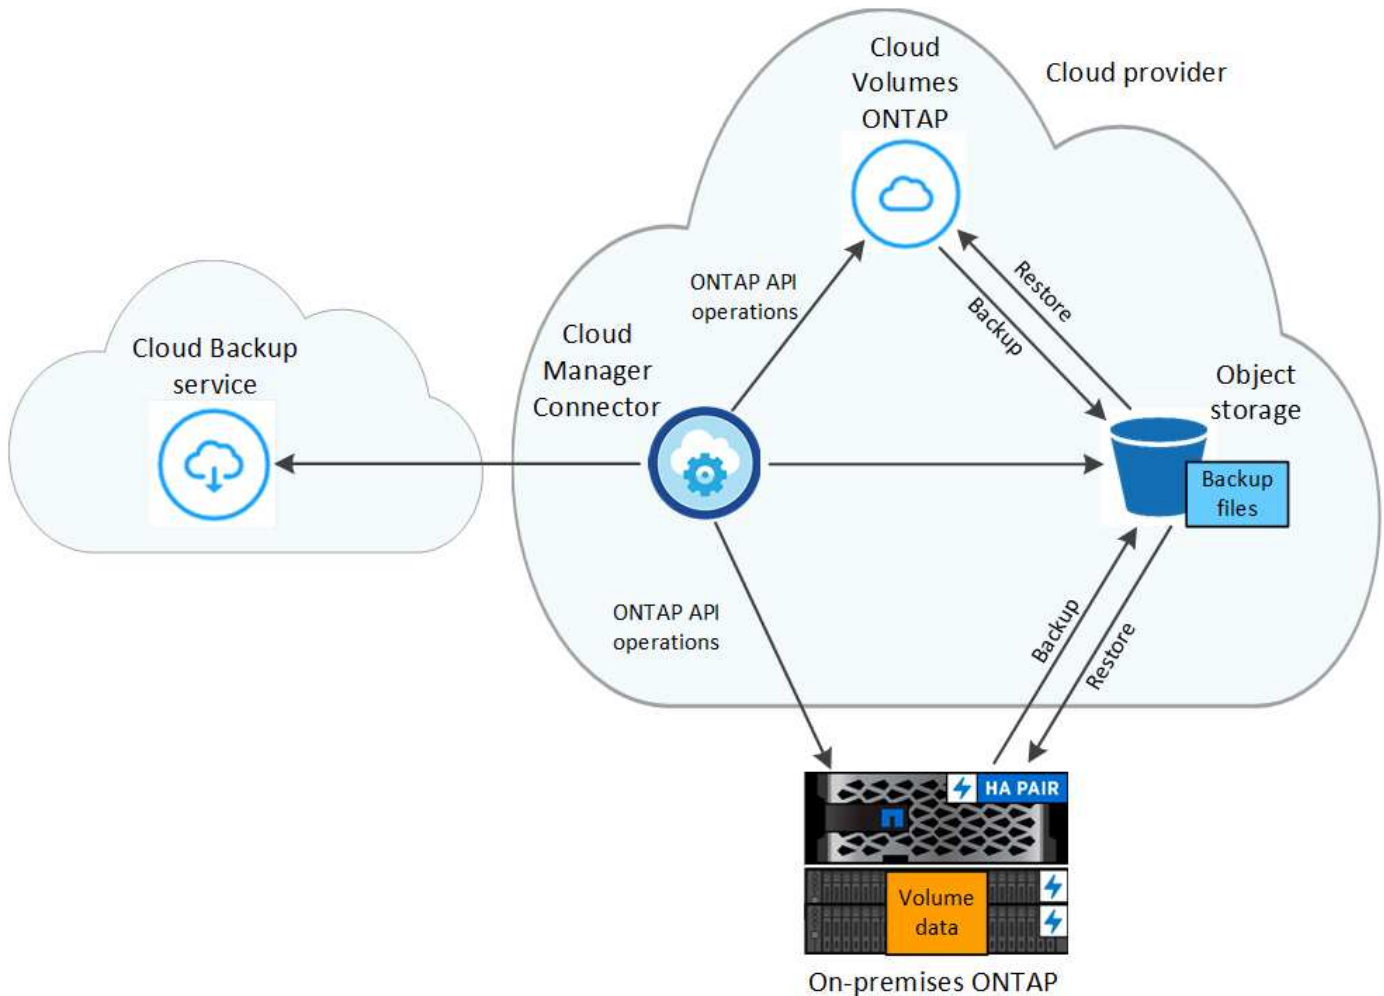 Cloud
Volumes
ONTAP
Cloud provider
ONTAP API
operations
Restore
Backup
Cloud Backup
service
Cloud
Manager
Connector
Object
storage
Backup
files
ONTAP API
operations
Backup
Restore
HA PAIR
Volume
data
On-premises ONTAP